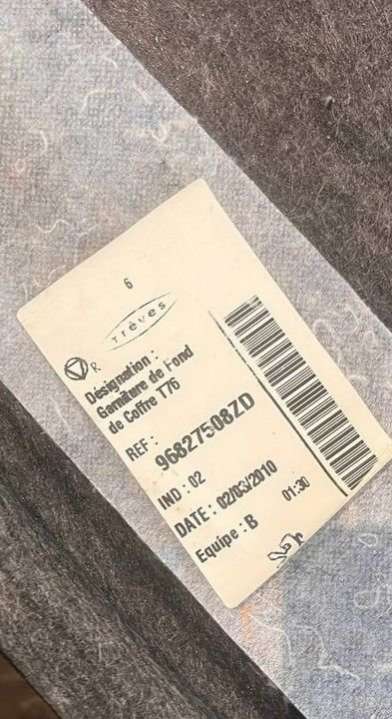 6
Trèves
V R
Désignation :
Garniture de Fond
de Coffre T76
REF : 96827508ZD
IND : 02
DATE : 02/03/2010 01:30
Equipe : B